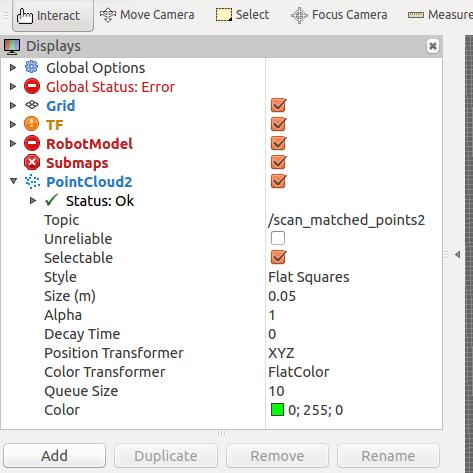 Interact Move Camera Select Focus Camera Measure
Displays
Global Options
Global Status: Error
Grid
TF
RobotModel
Submaps
PointCloud2
Status: Ok
Topic /scan_matched_points2
Unreliable
Selectable
Style Flat Squares
Size (m) 0.05
Alpha 1
Decay Time 0
Position Transformer XYZ
Color Transformer FlatColor
Queue Size 10
Color 0; 255; 0
Add Duplicate Remove Rename